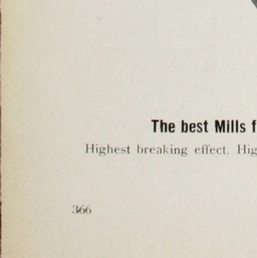 The best Mills f
Highest breaking effect. Hig
366